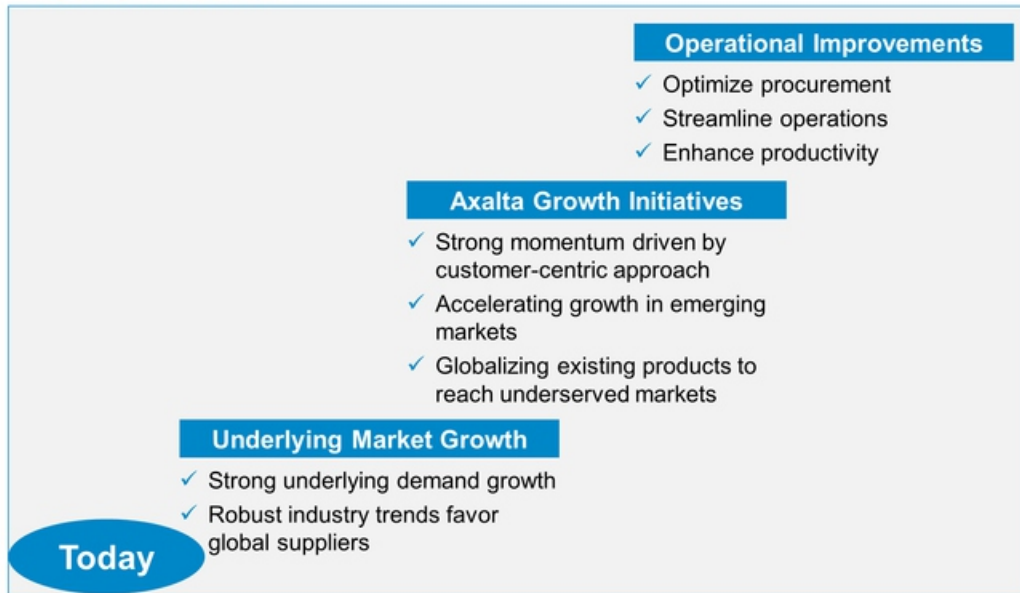 Operational Improvements
✓ Optimize procurement
✓ Streamline operations
✓ Enhance productivity
Axalta Growth Initiatives
✓ Strong momentum driven by
customer-centric approach
✓ Accelerating growth in emerging
markets
✓ Globalizing existing products to
reach underserved markets
Underlying Market Growth
✓ Strong underlying demand growth
✓ Robust industry trends favor
global suppliers
Today